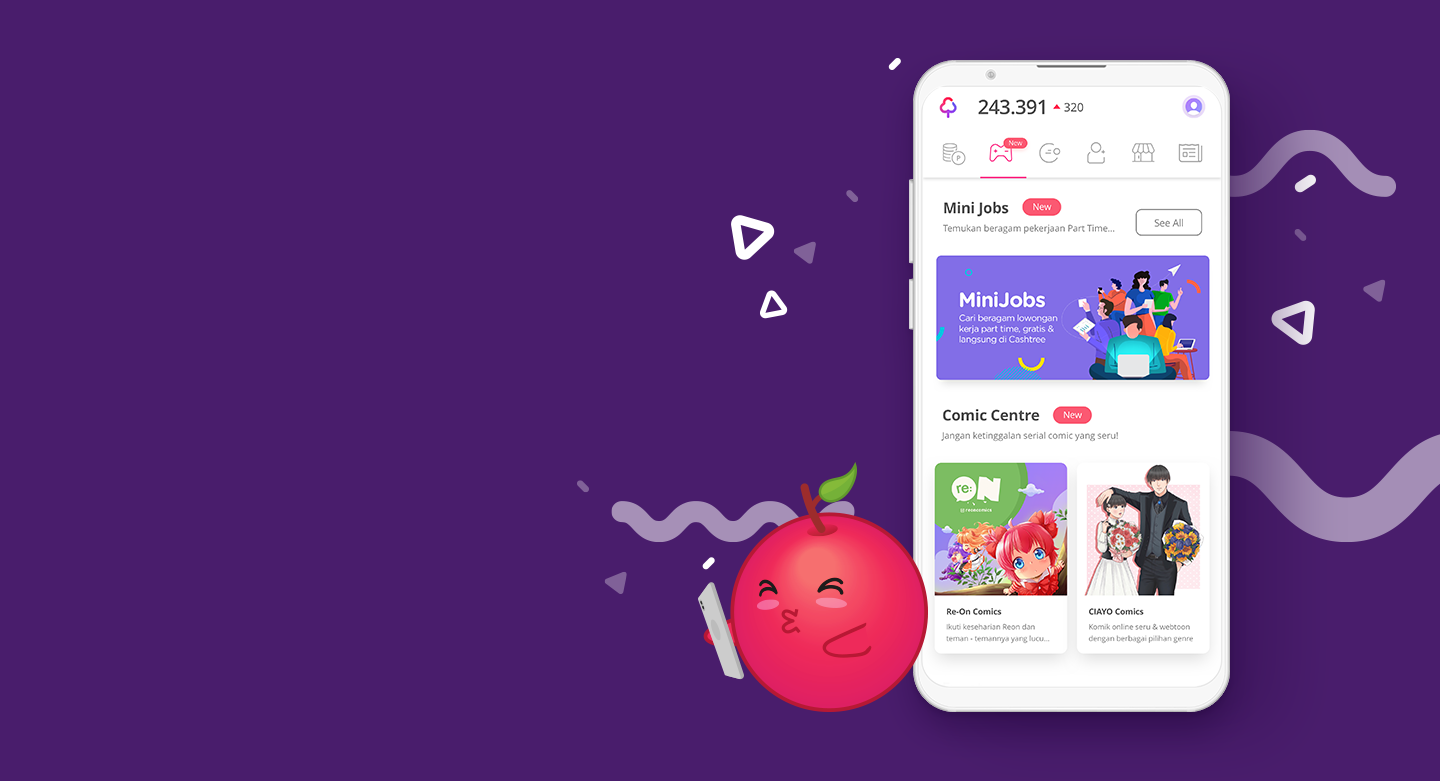 243.391 320
New
P
Mini Jobs New
Temukan beragam pekerjaan Part Time...
See All
MiniJobs
Cari beragam lowongan
kerja part time, gratis &
langsung di Cashtree
Comic Centre New
Jangan ketinggalan serial comic yang seru!
re:ON
Re-On Comics
Ikuti keseharian Reon dan
teman - temannya yang lucu...
CIAYO Comics
Komik online seru & webtoon
dengan berbagai pilihan genre